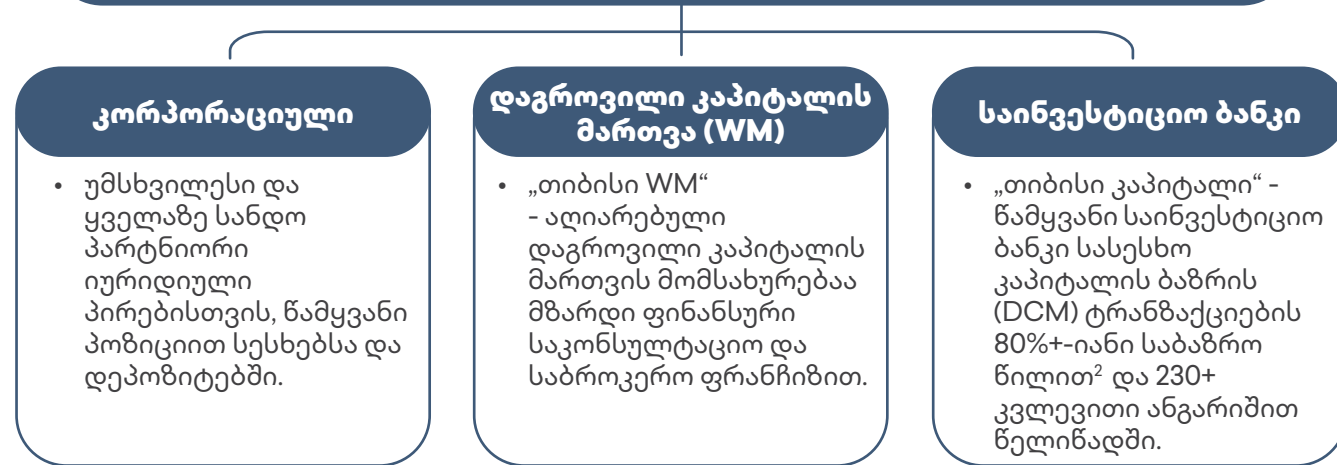 კორპორაციული
• უმსხვილესი და
ყველაზე სანდო
პარტნიორი
იურიდიული
პირებისთვის, წამყვანი
პოზიციით სესხებსა და
დეპოზიტებში.
დაგროვილი კაპიტალის
მართვა (WM)
• „თიბისი WM“
- აღიარებული
დაგროვილი კაპიტალის
მართვის მომსახურებაა
მზარდი ფინანსური
საკონსულტაციო და
საბროკერო ფრანჩიზით.
საინვესტიციო ბანკი
• „თიბისი კაპიტალი“ -
წამყვანი საინვესტიციო
ბანკი სასესხო
კაპიტალის ბაზრის
(DCM) ტრანზაქციების
80%+-იანი საბაზრო
წილით² და 230+
კვლევითი ანგარიშით
წელიწადში.